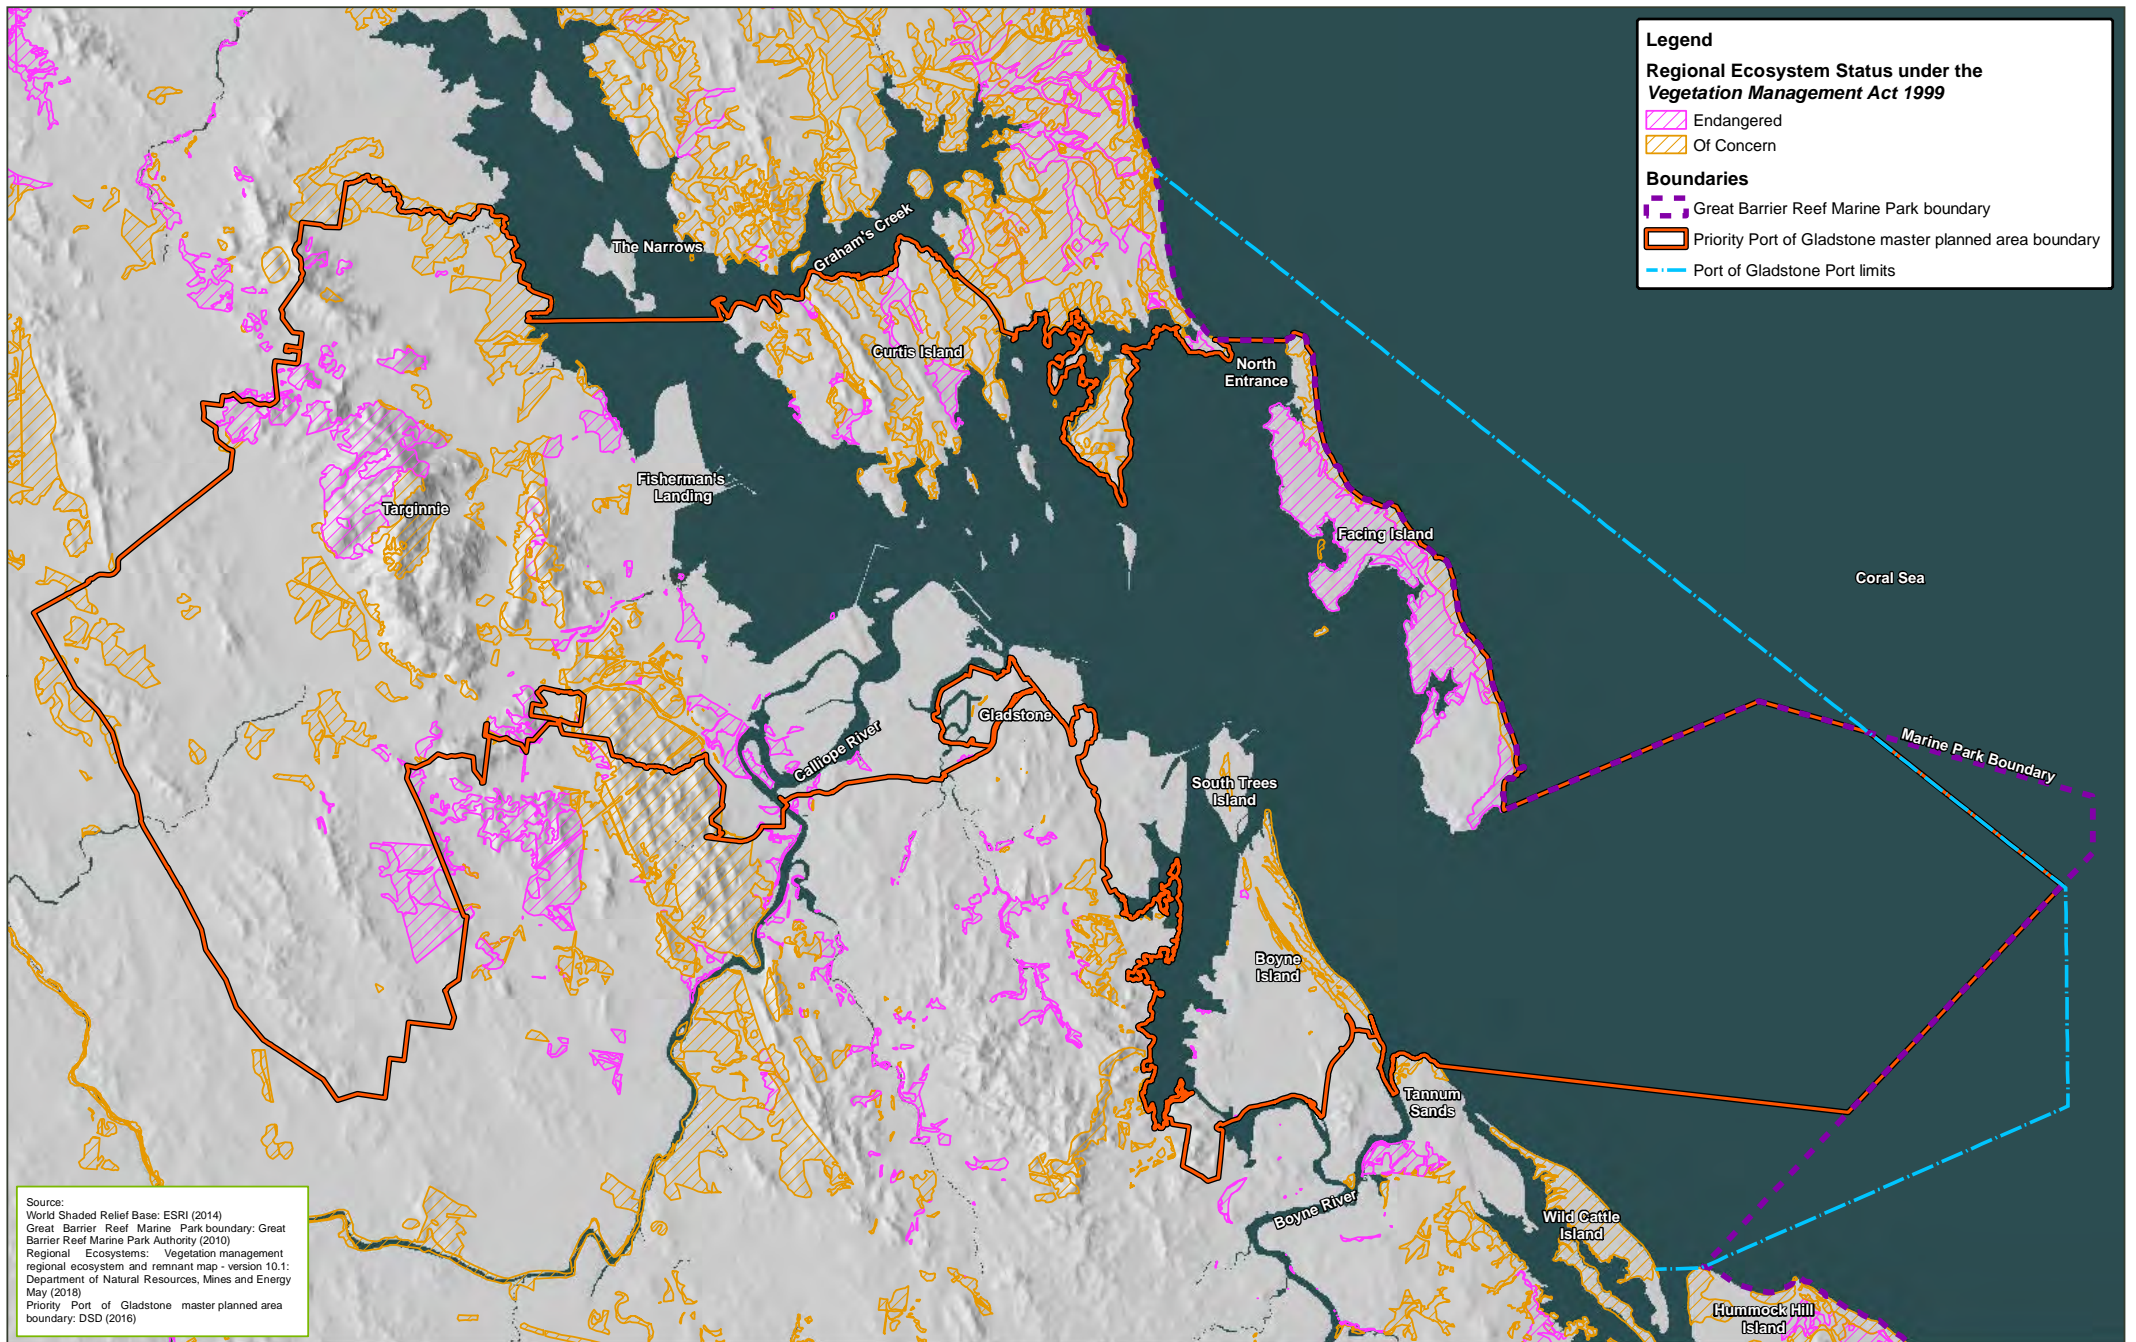 Legend
Regional Ecosystem Status under the
Vegetation Management Act 1999
Endangered
Of Concern
Boundaries
Great Barrier Reef Marine Park boundary
Priority Port of Gladstone master planned area boundary
Port of Gladstone Port limits
The Narrows
Graham's Creek
Curtis Island
North
Entrance
Fisherman's
Landing
Targinnie
Facing Island
Coral Sea
Gladstone
Calliope River
Marine Park Boundary
South Trees
Island
Boyne
Island
Tannum
Sands
Boyne River
Wild Cattle
Island
Hummock Hill
Island
Source:
World Shaded Relief Base: ESRI (2014)
Great Barrier Reef Marine Park boundary: Great
Barrier Reef Marine Park Authority (2010)
Regional Ecosystems: Vegetation management
regional ecosystem and remnant map - version 10.1:
Department of Natural Resources, Mines and Energy
May (2018)
Priority Port of Gladstone master planned area
boundary: DSD (2016)